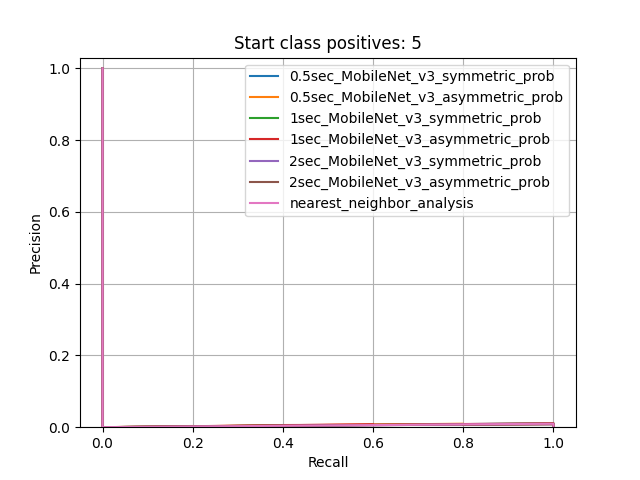 Start class positives: 5
1.0
0.8
0.6
0.4
0.2
0.0
Precision
0.5sec_MobileNet_v3_symmetric_prob
0.5sec_MobileNet_v3_asymmetric_prob
1sec_MobileNet_v3_symmetric_prob
1sec_MobileNet_v3_asymmetric_prob
2sec_MobileNet_v3_symmetric_prob
2sec_MobileNet_v3_asymmetric_prob
nearest_neighbor_analysis
0.0 0.2 0.4 0.6 0.8 1.0
Recall